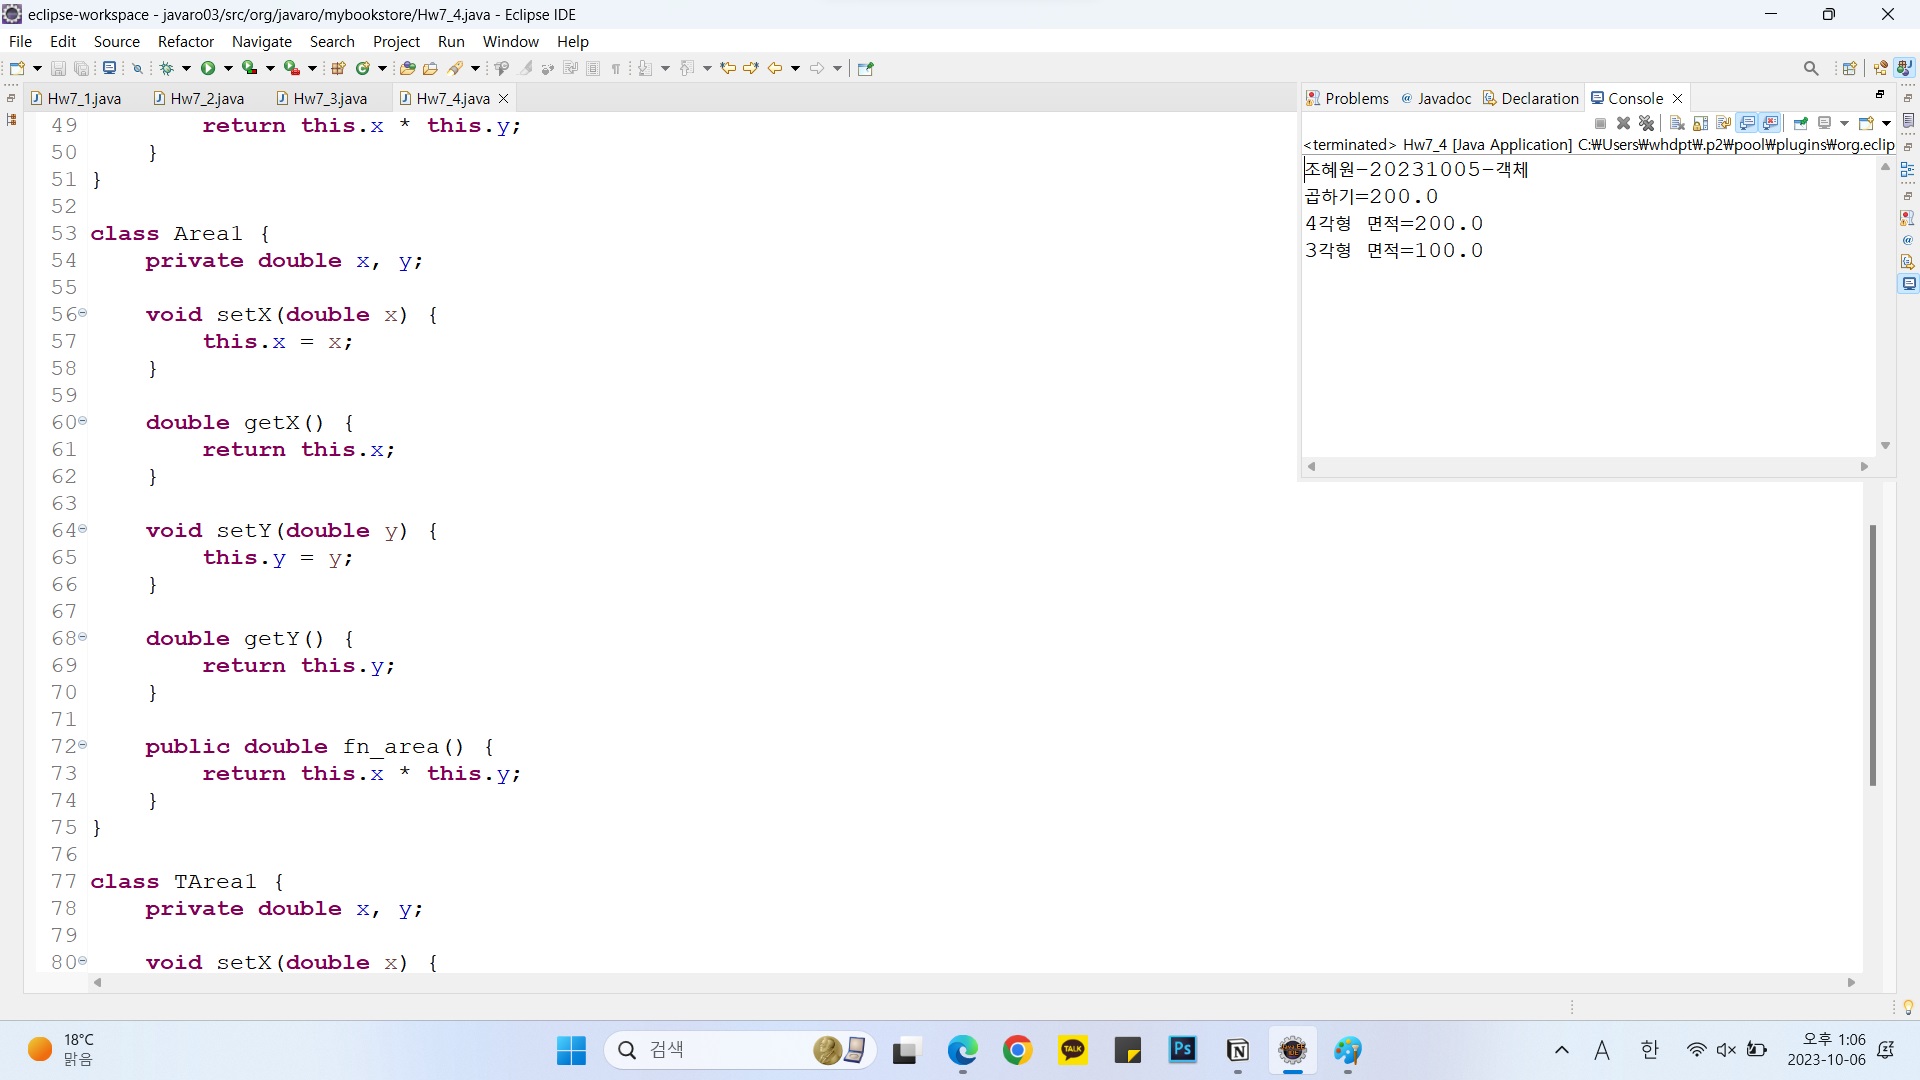 eclipse-workspace - javaro03/src/org/javaro/mybookstore/Hw7_4.java - Eclipse IDE
File Edit Source Refactor Navigate Search Project Run Window Help
Hw7_1.java Hw7_2.java Hw7_3.java Hw7_4.java
49 return this.x * this.y;
50 }
51 }
52
53 class Area1 {
54 private double x, y;
55
56 void setX(double x) {
57 this.x = x;
58 }
59
60 double getX() {
61 return this.x;
62 }
63
64 void setY(double y) {
65 this.y = y;
66 }
67
68 double getY() {
69 return this.y;
70 }
71
72 public double fn_area() {
73 return this.x * this.y;
74 }
75 }
76
77 class TArea1 {
78 private double x, y;
79
80 void setX(double x) {
Problems Javadoc Declaration Console
<terminated> Hw7_4 [Java Application] C:₩Users₩whdpt₩.p2₩pool₩plugins₩org.eclip
조혜원-20231005-객체
곱하기=200.0
4각형 면적=200.0
3각형 면적=100.0
18°C
맑음
검색
TALK
Ps
A 한
오후 1:06
2023-10-06